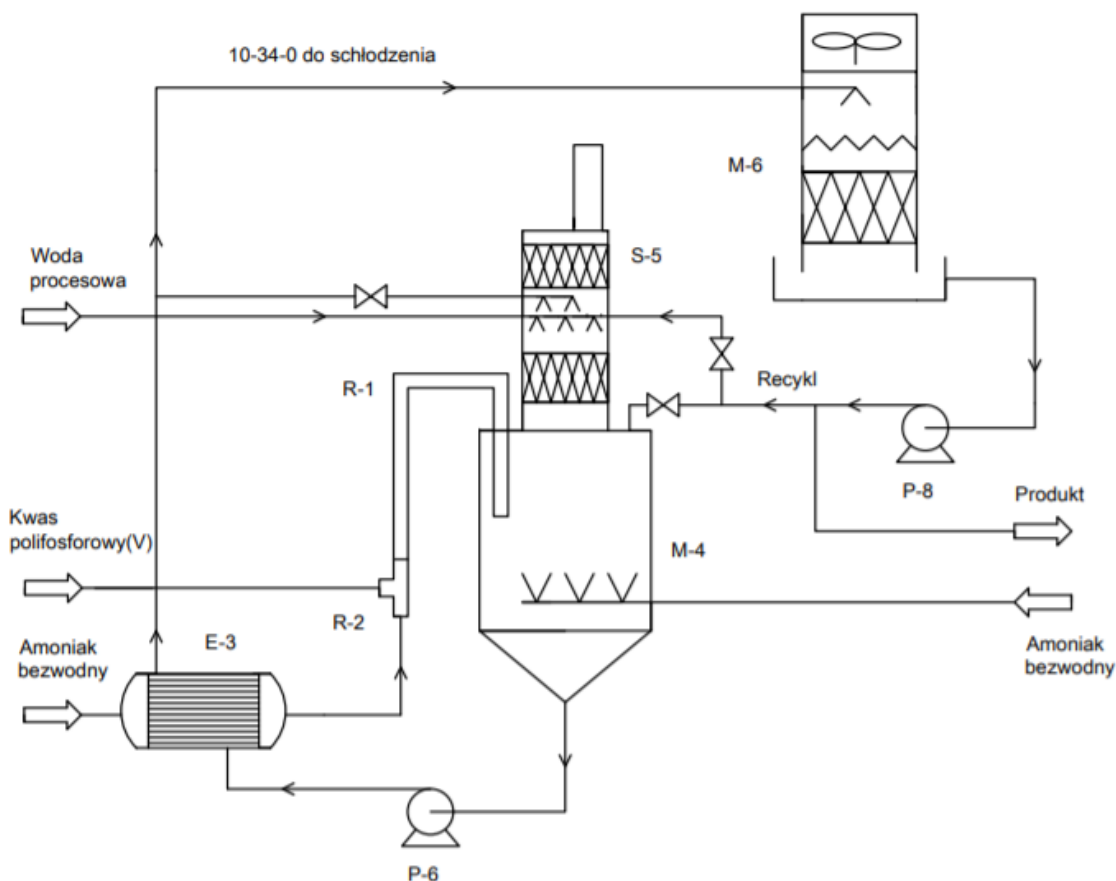 10-34-0 do schłodzenia
M-6
S-5
Woda
procesowa
R-1
Recykl
P-8
Produkt
Kwas
polifosforowy(V)
M-4
R-2
E-3
Amoniak
bezwodny
Amoniak
bezwodny
P-6